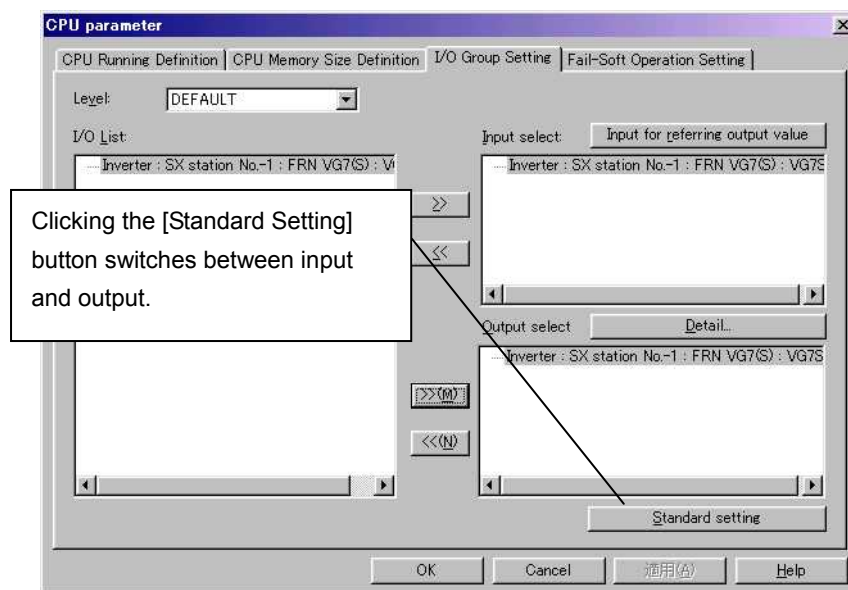 CPU parameter
CPU Running Definition
CPU Memory Size Definition
I/O Group Setting
Fail-Soft Operation Setting
Level:
DEFAULT
I/O List:
Inverter : SX station No.-1 : FRN VG7(S) :
Input select:
Input for referring output value
Inverter : SX station No.-1 : FRN VG7(S) : VG7S
>>
<<
Clicking the [Standard Setting]
button switches between input
and output.
Output select
Detail...
Inverter : SX station No.-1 : FRN VG7(S) : VG7S
>>(M)
<<(N)
Standard setting
OK
Cancel
適用(A)
Help